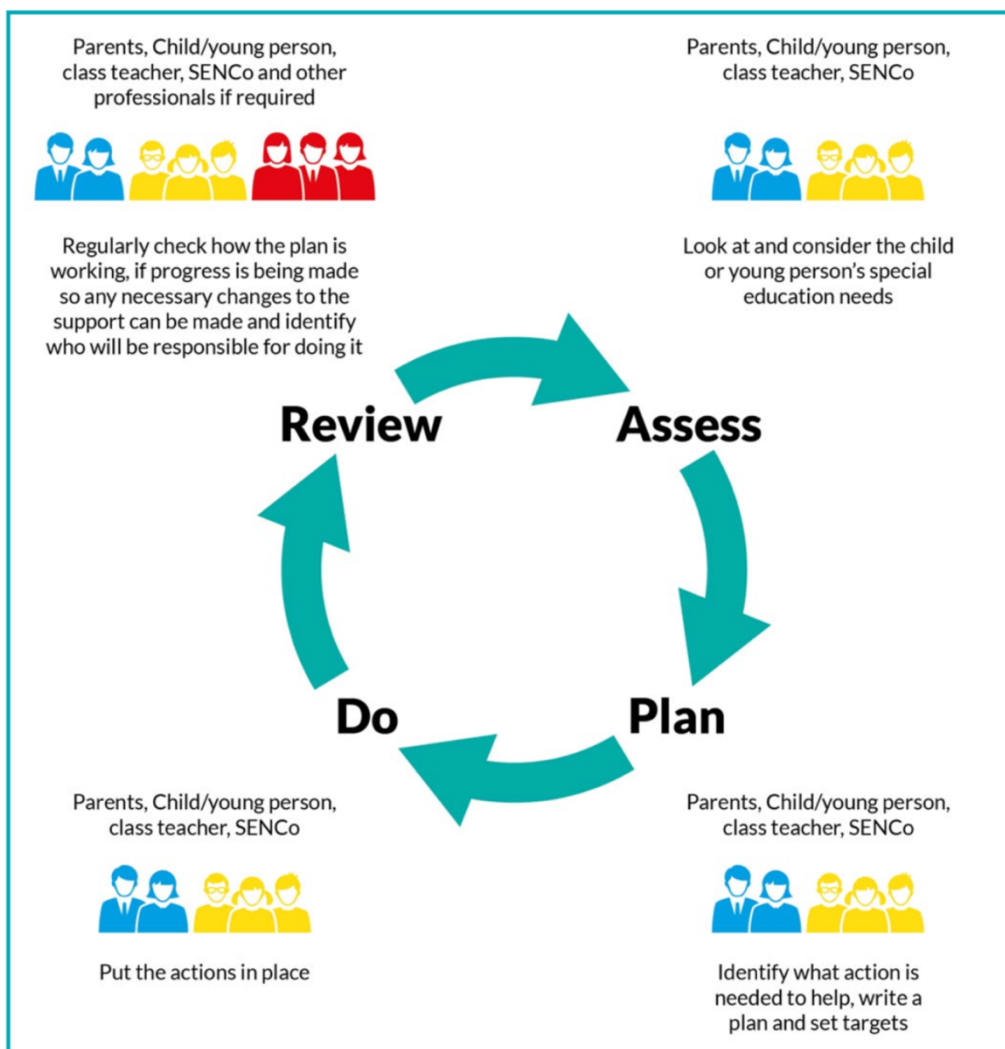 Parents, Child/young person,
class teacher, SENCo and other
professionals if required
Regularly check how the plan is
working, if progress is being made
so any necessary changes to the
support can be made and identify
who will be responsible for doing it
Parents, Child/young person,
class teacher, SENCo
Look at and consider the child
or young person's special
education needs
Review
Assess
Do
Plan
Parents, Child/young person,
class teacher, SENCo
Put the actions in place
Parents, Child/young person,
class teacher, SENCo
Identify what action is
needed to help, write a
plan and set targets